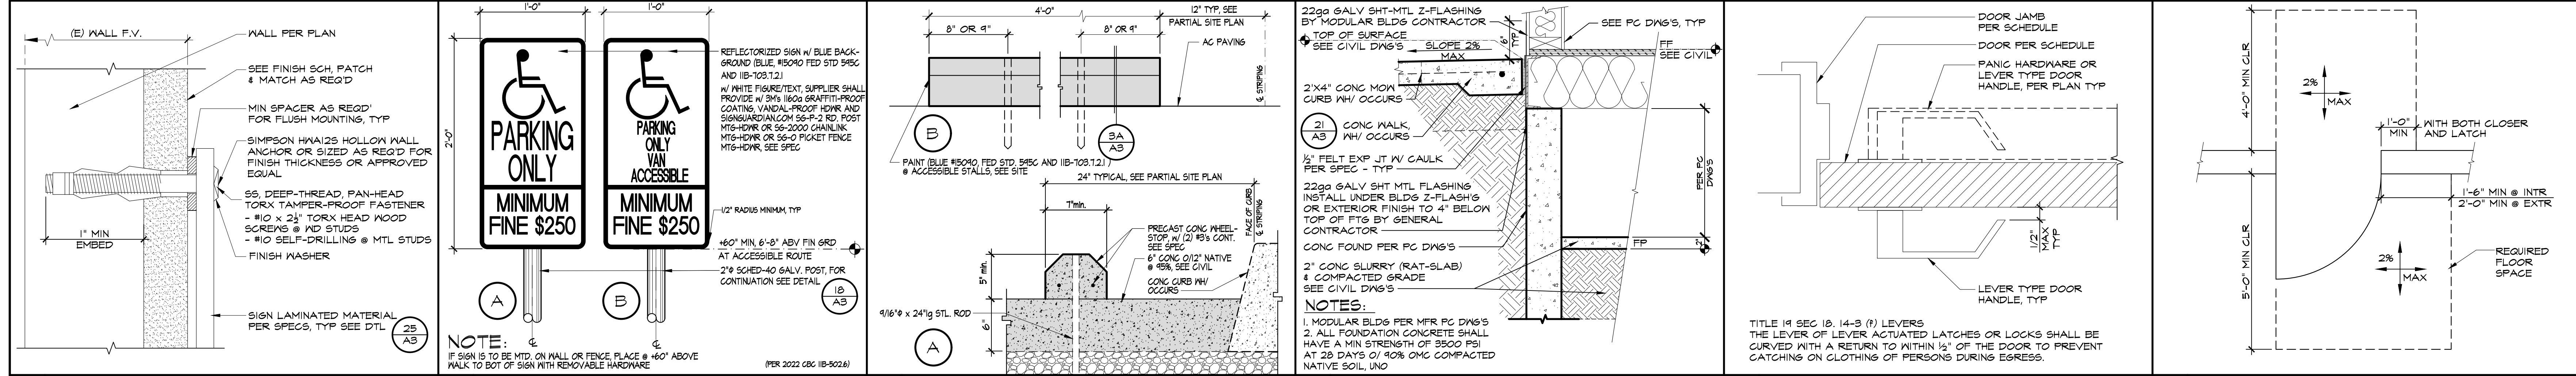 (E) WALL F.V.
WALL PER PLAN
SEE FINISH SCH, PATCH
& MATCH AS REQ'D
MIN SPACER AS REQD'
FOR FLUSH MOUNTING, TYP
SIMPSON HWA12S HOLLOW WALL
ANCHOR OR SIZED AS REQ'D FOR
FINISH THICKNESS OR APPROVED
EQUAL
SS, DEEP-THREAD, PAN-HEAD
TORX TAMPER-PROOF FASTENER
- #10 x 2½" TORX HEAD WOOD
SCREWS @ WD STUDS
- #10 SELF-DRILLING @ MTL STUDS
FINISH WASHER
1" MIN
EMBED
SIGN LAMINATED MATERIAL
PER SPECS, TYP SEE DTL
25
A3
1'-0"
1'-0"
2'-0"
PARKING
ONLY
MINIMUM
FINE $250
PARKING
ONLY
VAN
ACCESSIBLE
MINIMUM
FINE $250
REFLECTORIZED SIGN W/ BLUE BACK-
GROUND (BLUE, #15090 FED STD 595C
AND 11B-703.7.2.1
W/ WHITE FIGURE/TEXT, SUPPLIER SHALL
PROVIDE W/ 3M's 1160a GRAFFITI-PROOF
COATING, VANDAL-PROOF HDWR AND
SIGNGUARDIAN.COM SG-P-2 RD. POST
MTG-HDWR OR SG-2000 CHAINLINK
MTG-HDWR OR SG-0 PICKET FENCE
MTG-HDWR, SEE SPEC
1/2" RADIUS MINIMUM, TYP
+60" MIN, 6'-8" ABV FIN GRD
AT ACCESSIBLE ROUTE
2"Φ SCHED-40 GALV. POST, FOR
CONTINUATION SEE DETAIL
18
A3
A
B
℄
℄
NOTE:
IF SIGN IS TO BE MTD. ON WALL OR FENCE, PLACE @ +60" ABOVE
WALK TO BOT OF SIGN WITH REMOVABLE HARDWARE
(PER 2022 CBC 11B-502.6)
4'-0"
12" TYP, SEE
PARTIAL SITE PLAN
8" OR 9"
8" OR 9"
AC PAVING
℄ STRIPING
B
3A
A3
PAINT (BLUE #15090, FED STD. 595C AND 11B-703.7.2.1 )
@ ACCESSIBLE STALLS, SEE SITE
24" TYPICAL, SEE PARTIAL SITE PLAN
7"min.
FACE OF CURB
℄ STRIPING
PRECAST CONC WHEEL-
STOP, w/ (2) #3's CONT.
SEE SPEC
6" CONC O/12" NATIVE
@ 95%, SEE CIVIL
CONC CURB WH/
OCCURS
5" min.
6"
9/16"Φ x 24"lg STL. ROD
A
22ga GALV SHT-MTL Z-FLASHING
BY MODULAR BLDG CONTRACTOR
TOP OF SURFACE
SEE CIVIL DWG'S
SLOPE 2%
MAX
6"
TYP
SEE PC DWG'S, TYP
FF
SEE CIVIL
2'X4" CONC MOW
CURB WH/ OCCURS
21
A3
CONC WALK,
WH/ OCCURS
½" FELT EXP JT W/ CAULK
PER SPEC - TYP
22ga GALV SHT MTL FLASHING
INSTALL UNDER BLDG Z-FLASH'G
OR EXTERIOR FINISH TO 4" BELOW
TOP OF FTG BY GENERAL
CONTRACTOR
CONC FOUND PER PC DWG'S
2" CONC SLURRY (RAT-SLAB)
& COMPACTED GRADE
SEE CIVIL DWG'S
PER PC
DWG'S
FP
2"
NOTES:
1. MODULAR BLDG PER MFR PC DWG'S
2. ALL FOUNDATION CONCRETE SHALL
HAVE A MIN STRENGTH OF 3500 PSI
AT 28 DAYS O/ 90% OMC COMPACTED
NATIVE SOIL, UNO
DOOR JAMB
PER SCHEDULE
DOOR PER SCHEDULE
PANIC HARDWARE OR
LEVER TYPE DOOR
HANDLE, PER PLAN TYP
1/2"
MAX
TYP
LEVER TYPE DOOR
HANDLE, TYP
TITLE 19 SEC 18. 14-3 (F) LEVERS
THE LEVER OF LEVER ACTUATED LATCHES OR LOCKS SHALL BE
CURVED WITH A RETURN TO WITHIN ½" OF THE DOOR TO PREVENT
CATCHING ON CLOTHING OF PERSONS DURING EGRESS.
4'-0" MIN CLR
2%
MAX
1'-0"
MIN
WITH BOTH CLOSER
AND LATCH
1'-6" MIN @ INTR
2'-0" MIN @ EXTR
5'-0" MIN CLR
2%
MAX
REQUIRED
FLOOR
SPACE